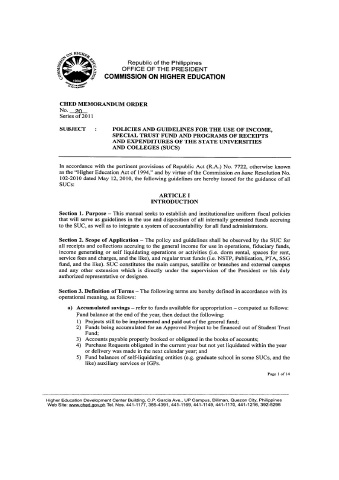 COMMISSION ON HIGHER EDUCATION
Republic of the Philippines
OFFICE OF THE PRESIDENT
COMMISSION ON HIGHER EDUCATION
CHED MEMORANDUM ORDER
No. 20
Series of 2011
SUBJECT : POLICIES AND GUIDELINES FOR THE USE OF INCOME,
SPECIAL TRUST FUND AND PROGRAMS OF RECEIPTS
AND EXPENDITURES OF THE STATE UNIVERSITIES
AND COLLEGES (SUCS)
In accordance with the pertinent provisions of Republic Act (R.A.) No. 7722, otherwise known
as the "Higher Education Act of 1994," and by virtue of the Commission en banc Resolution No.
102-2010 dated May 12, 2010, the following guidelines are hereby issued for the guidance of all
SUCs:
ARTICLE I
INTRODUCTION
Section 1. Purpose – This manual seeks to establish and institutionalize uniform fiscal policies
that will serve as guidelines in the use and disposition of all internally generated funds accruing
to the SUC, as well as to integrate a system of accountability for all fund administrators.
Section 2. Scope of Application – The policy and guidelines shall be observed by the SUC for
all receipts and collections accruing to the general income for use in operations, fiduciary funds,
income generating or self liquidating operations or activities (i.e. dorm rental, spaces for rent,
service fees and charges, and the like), and regular trust funds (i.e. NSTP, Publication, PTA, SSG
fund, and the like). SUC constitutes the main campus, satellite or branches and external campus
and any other extension which is directly under the supervision of the President or his duly
authorized representative or designee.
Section 3. Definition of Terms – The following terms are hereby defined in accordance with its
operational meaning, as follows:
a) Accumulated savings – refer to funds available for appropriation – computed as follows:
Fund balance at the end of the year, then deduct the following:
1) Projects still to be implemented and paid out of the general fund;
2) Funds being accumulated for an Approved Project to be financed out of Student Trust
Fund;
3) Accounts payable properly booked or obligated in the books of accounts;
4) Purchase Requests obligated in the current year but not yet liquidated within the year
or delivery was made in the next calendar year; and
5) Fund balances of self-liquidating entities (e.g. graduate school in some SUCs, and the
like) auxiliary services or IGPs.
Page 1 of 14
Higher Education Development Center Building, C.P. Garcia Ave., UP Campus, Diliman, Quezon City, Philippines
Web Site: www.ched.gov.ph Tel. Nos. 441-1177, 385-4391, 441-1169, 441-1149, 441-1170, 441-1216, 392-5296